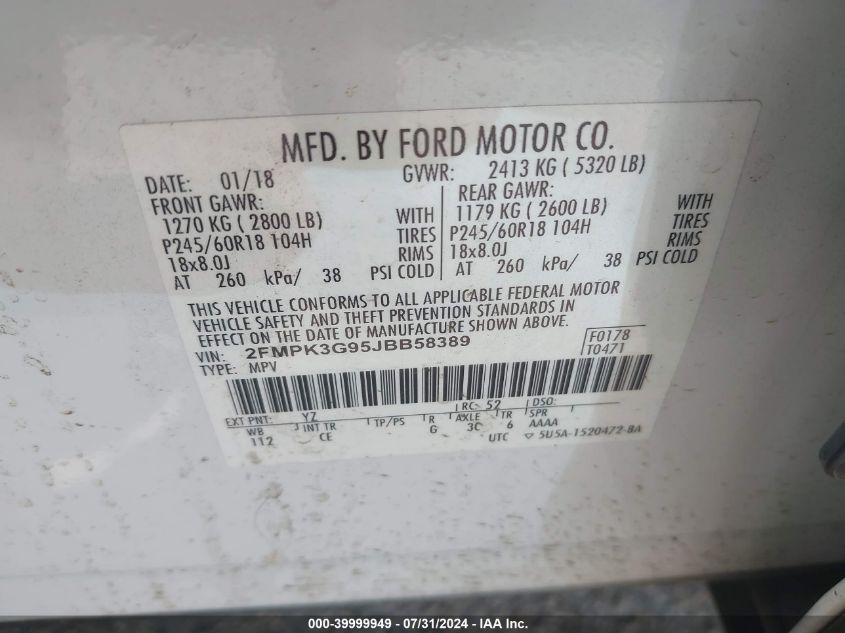 MFD. BY FORD MOTOR CO.
DATE: 01/18 GVWR: 2413 KG ( 5320 LB)
FRONT GAWR: REAR GAWR:
1270 KG ( 2800 LB) WITH 1179 KG ( 2600 LB) WITH
P245/60R18 104H TIRES P245/60R18 104H TIRES
18x8.0J RIMS 18x8.0J RIMS
AT 260 kPa/ 38 PSI COLD AT 260 kPa/ 38 PSI COLD
THIS VEHICLE CONFORMS TO ALL APPLICABLE FEDERAL MOTOR
VEHICLE SAFETY AND THEFT PREVENTION STANDARDS IN
EFFECT ON THE DATE OF MANUFACTURE SHOWN ABOVE.
VIN: 2FMPK3G95JBB58389 F0178
TYPE: MPV T0471
EXT PNT: YZ RC: 52 DSO:
WB INT TR TP/PS R AXLE TR SPR
112 J CE G 3C 6 AAAA
UTC ▽ 5U5A-1520472-BA
000-39999949 - 07/31/2024 - IAA Inc.